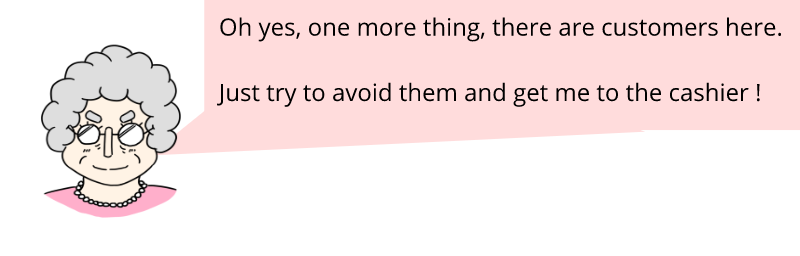 Oh yes, one more thing, there are customers here.
Just try to avoid them and get me to the cashier !